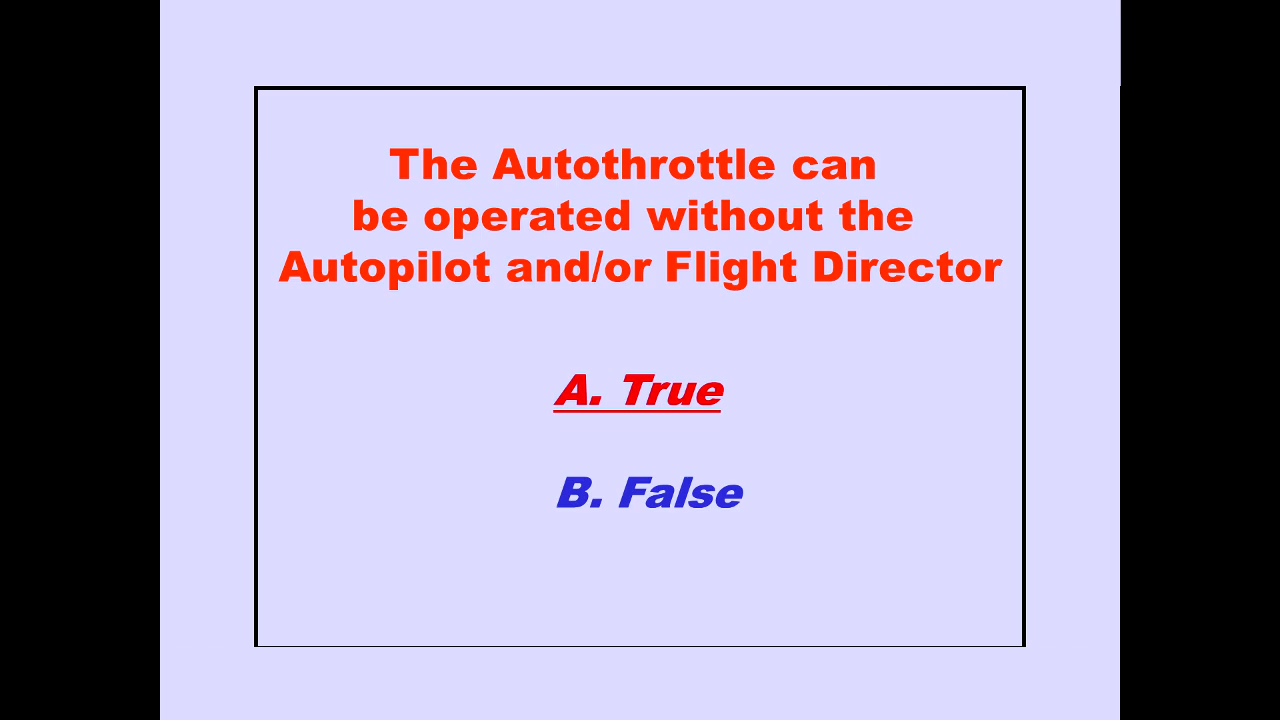 The Autothrottle can
be operated without the
Autopilot and/or Flight Director
A. True
B. False